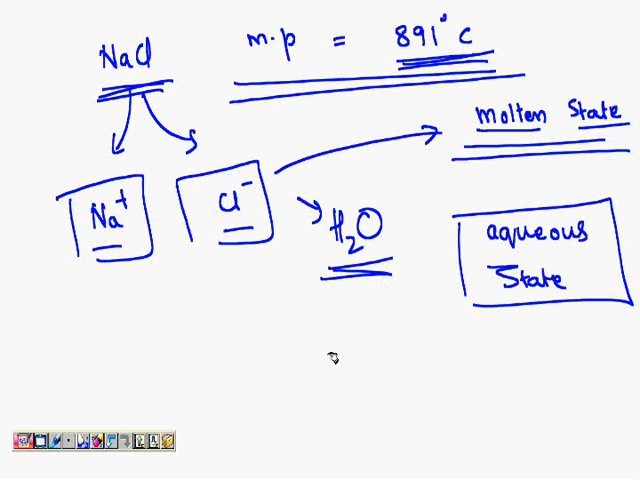 NaCl m.p = 891° C
Molten State
Na⁺ Cl⁻
H₂O
aqueous
State